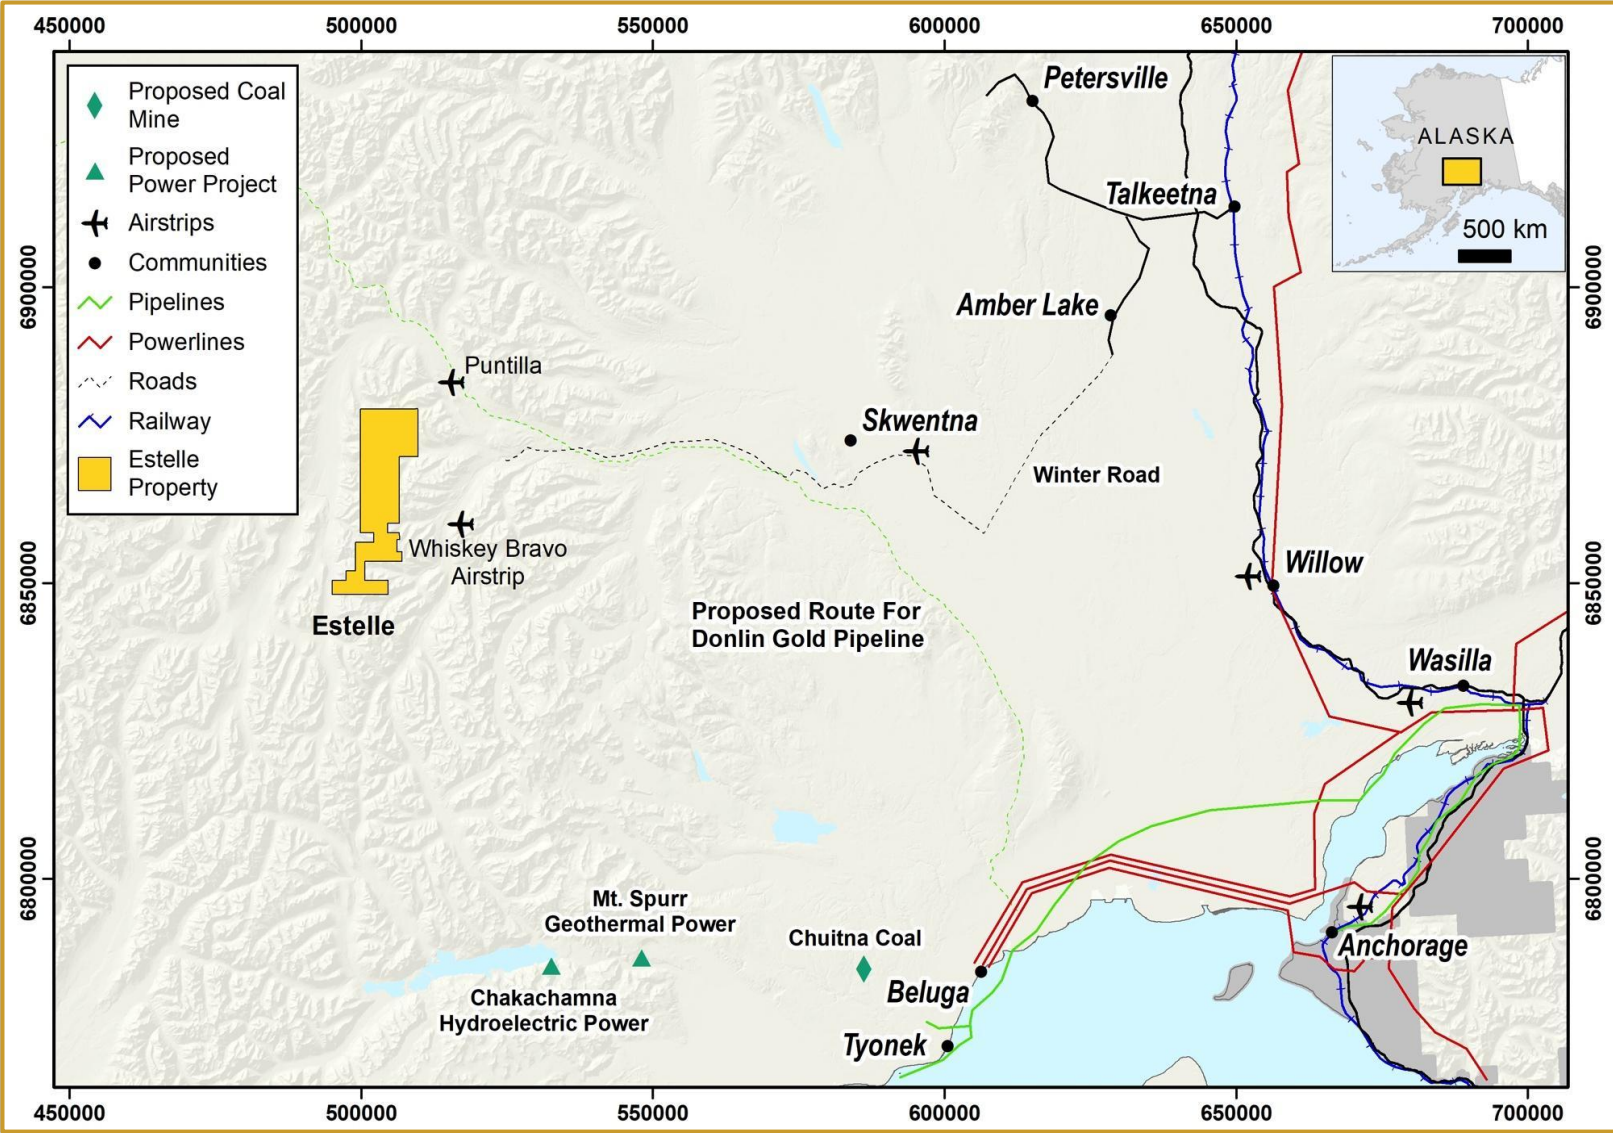 450000 500000 550000 600000 650000 700000
Proposed Coal
Mine
Proposed
Power Project
Airstrips
Communities
Pipelines
Powerlines
Roads
Railway
Estelle
Property
Petersville
ALASKA
500 km
Talkeetna
6900000
6900000
Amber Lake
Puntilla
Skwentna
Winter Road
Whiskey Bravo
Airstrip
6850000
6850000
Willow
Estelle
Proposed Route For
Donlin Gold Pipeline
Wasilla
6800000
6800000
Mt. Spurr
Geothermal Power
Chuitna Coal
Anchorage
Chakachamna
Hydroelectric Power
Beluga
Tyonek
450000 500000 550000 600000 650000 700000